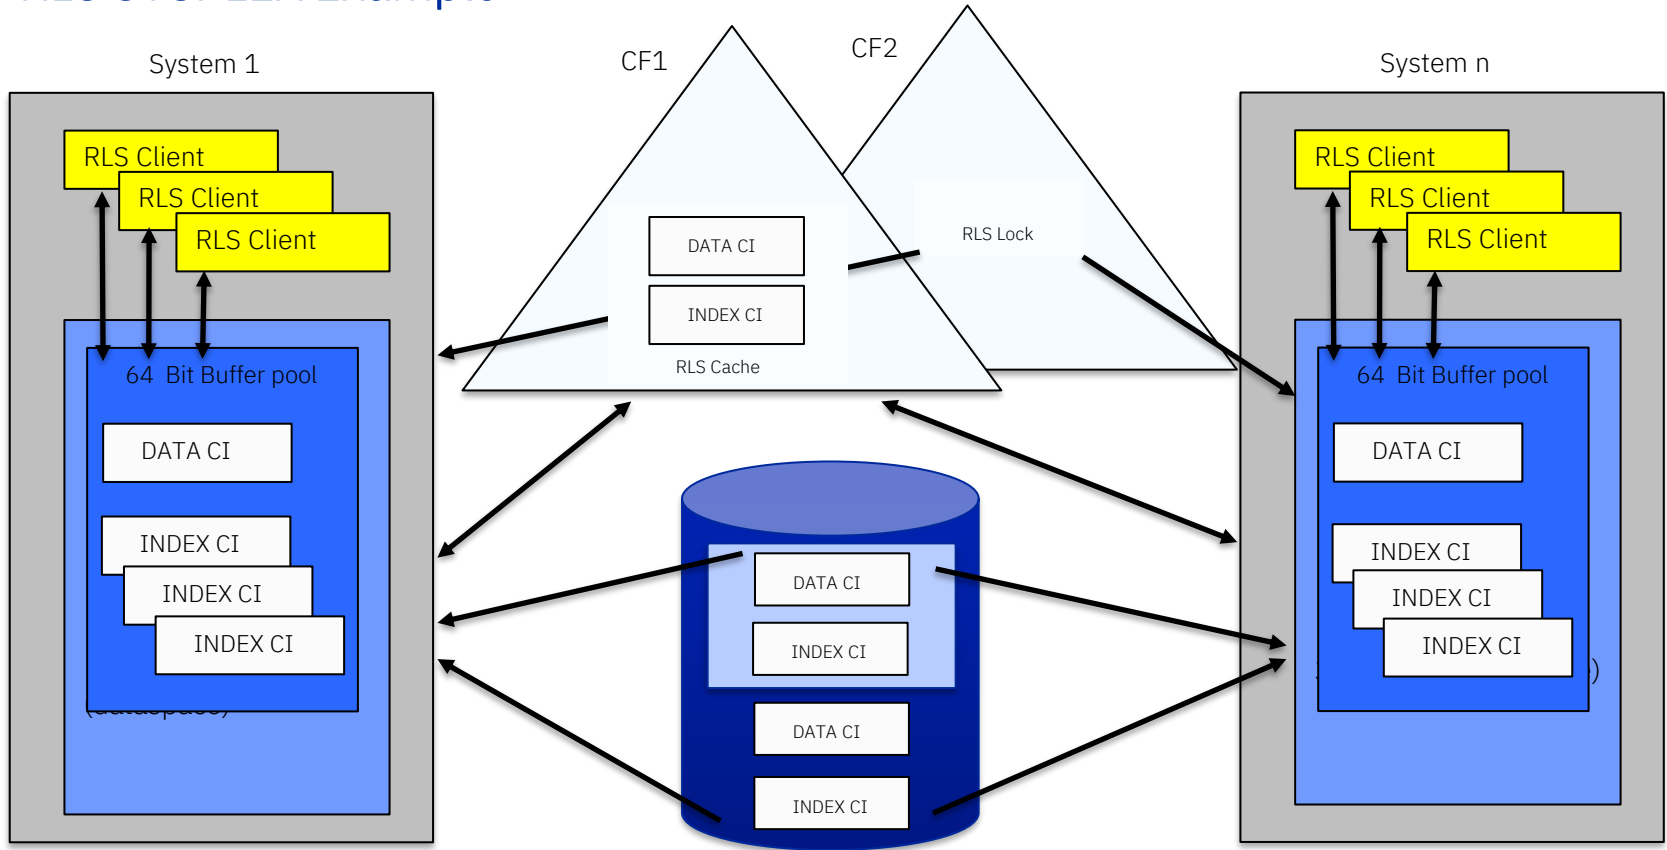 System 1
RLS Client
RLS Client
RLS Client
64 Bit Buffer pool
DATA CI
INDEX CI
INDEX CI
INDEX CI
CF1
CF2
DATA CI
INDEX CI
RLS Cache
RLS Lock
DATA CI
INDEX CI
DATA CI
INDEX CI
System n
RLS Client
RLS Client
RLS Client
64 Bit Buffer pool
DATA CI
INDEX CI
INDEX CI
INDEX CI